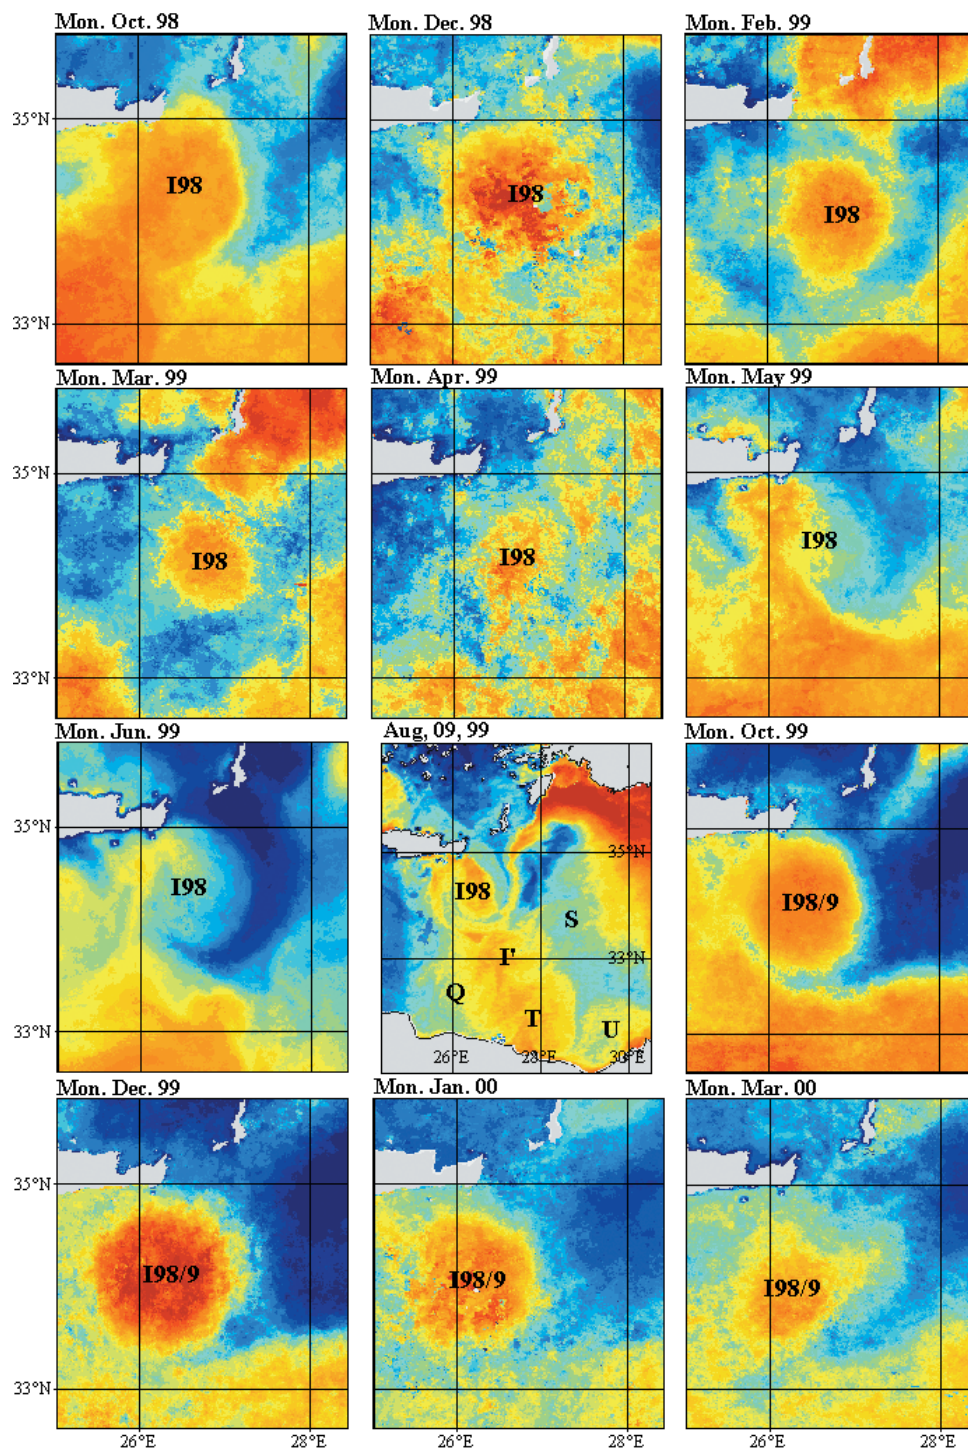 Mon. Oct. 98 Mon. Dec. 98 Mon. Feb. 99
35°N
I98 I98 I98
33°N
Mon. Mar. 99 Mon. Apr. 99 Mon. May 99
35°N
I98 I98 I98
33°N
Mon. Jun. 99 Aug, 09, 99 Mon. Oct. 99
35°N 35°N
I98 I98 I98/9
S
I' 33°N
Q
T U
33°N
26°E 28°E 30°E
Mon. Dec. 99 Mon. Jan. 00 Mon. Mar. 00
35°N
I98/9 I98/9 I98/9
33°N
26°E 28°E 26°E 28°E 26°E 28°E